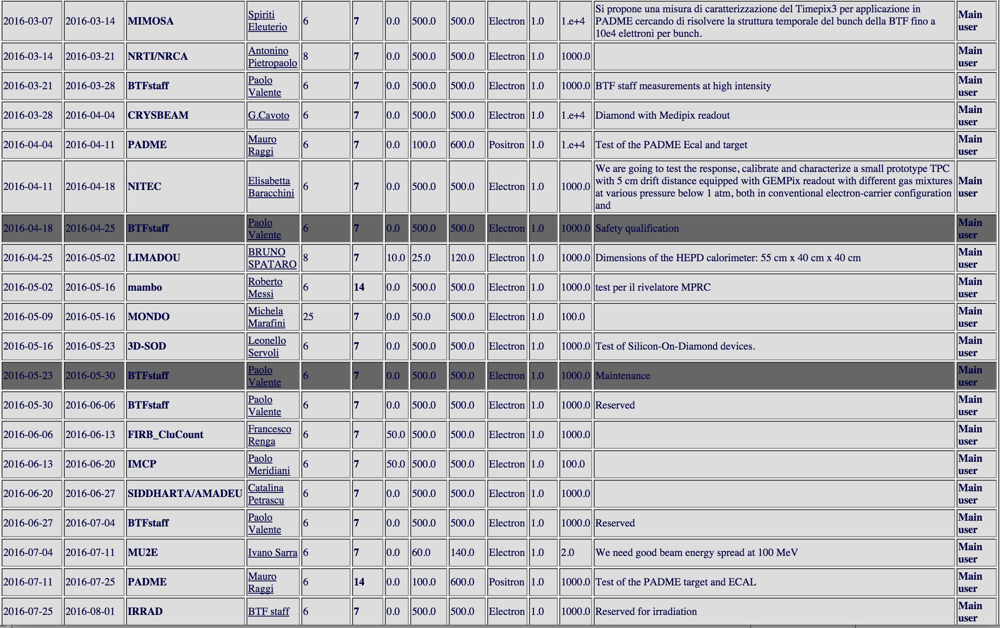 2016-03-07 2016-03-14 MIMOSA Spiriti Eleuterio 6 7 0.0 500.0 500.0 Electron 1.0 1.e+4 Si propone una misura di caratterizzazione del Timepix3 per applicazione in PADME cercando di risolvere la struttura temporale del bunch della BTF fino a 10e4 elettroni per bunch. Main user
2016-03-14 2016-03-21 NRTI/NRCA Antonino Pietropaolo 8 7 0.0 500.0 500.0 Electron 1.0 1000.0 Main user
2016-03-21 2016-03-28 BTFstaff Paolo Valente 6 7 0.0 500.0 500.0 Electron 1.0 1000.0 BTF staff measurements at high intensity Main user
2016-03-28 2016-04-04 CRYSBEAM G.Cavoto 6 7 0.0 500.0 500.0 Electron 1.0 1.e+4 Diamond with Medipix readout Main user
2016-04-04 2016-04-11 PADME Mauro Raggi 6 7 0.0 100.0 600.0 Positron 1.0 1.e+4 Test of the PADME Ecal and target Main user
2016-04-11 2016-04-18 NITEC Elisabetta Baracchini 6 7 0.0 500.0 500.0 Electron 1.0 1000.0 We are going to test the response, calibrate and characterize a small prototype TPC with 5 cm drift distance equipped with GEMPix readout with different gas mixtures at various pressure below 1 atm, both in conventional electron-carrier configuration and Main user
2016-04-18 2016-04-25 BTFstaff Paolo Valente 6 7 0.0 500.0 500.0 Electron 1.0 1000.0 Safety qualification Main user
2016-04-25 2016-05-02 LIMADOU BRUNO SPATARO 8 7 10.0 25.0 120.0 Electron 1.0 1000.0 Dimensions of the HEPD calorimeter: 55 cm x 40 cm x 40 cm Main user
2016-05-02 2016-05-16 mambo Roberto Messi 6 14 0.0 500.0 500.0 Electron 1.0 1000.0 test per il rivelatore MPRC Main user
2016-05-09 2016-05-16 MONDO Michela Marafini 25 7 0.0 50.0 500.0 Electron 1.0 100.0 Main user
2016-05-16 2016-05-23 3D-SOD Leonello Servoli 6 7 0.0 500.0 500.0 Electron 1.0 1000.0 Test of Silicon-On-Diamond devices. Main user
2016-05-23 2016-05-30 BTFstaff Paolo Valente 6 7 0.0 500.0 500.0 Electron 1.0 1000.0 Maintenance Main user
2016-05-30 2016-06-06 BTFstaff Paolo Valente 6 7 0.0 500.0 500.0 Electron 1.0 1000.0 Reserved Main user
2016-06-06 2016-06-13 FIRB_CluCount Francesco Renga 6 7 50.0 500.0 500.0 Electron 1.0 1000.0 Main user
2016-06-13 2016-06-20 IMCP Paolo Meridiani 6 7 50.0 500.0 500.0 Electron 1.0 100.0 Main user
2016-06-20 2016-06-27 SIDDHARTA/AMADEU Catalina Petrascu 6 7 0.0 500.0 500.0 Electron 1.0 1000.0 Main user
2016-06-27 2016-07-04 BTFstaff Paolo Valente 6 7 0.0 500.0 500.0 Electron 1.0 1000.0 Reserved Main user
2016-07-04 2016-07-11 MU2E Ivano Sarra 6 7 0.0 60.0 140.0 Electron 1.0 2.0 We need good beam energy spread at 100 MeV Main user
2016-07-11 2016-07-25 PADME Mauro Raggi 6 14 0.0 100.0 600.0 Positron 1.0 1000.0 Test of the PADME target and ECAL Main user
2016-07-25 2016-08-01 IRRAD BTF staff 6 7 0.0 500.0 500.0 Electron 1.0 1000.0 Reserved for irradiation Main user